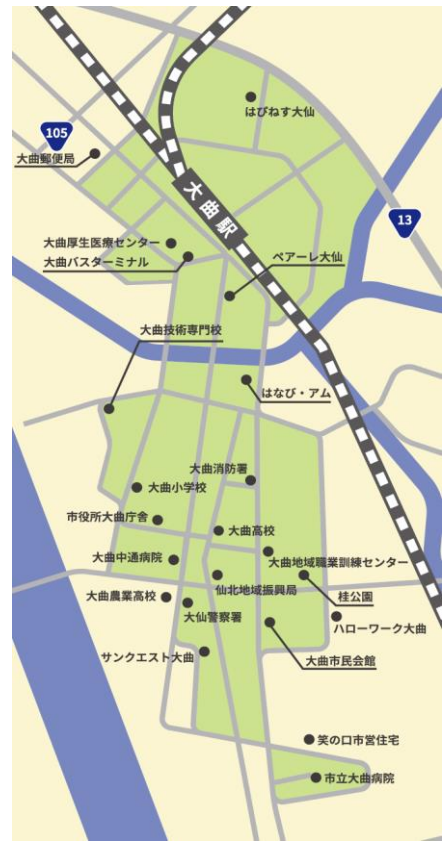 はぴねす大仙
105
大曲郵便局
13
大曲駅
大曲厚生医療センター
大曲バスターミナル
ペアーレ大仙
大曲技術専門校
はなび・アム
大曲消防署
大曲小学校
市役所大曲庁舎
大曲高校
大曲地域職業訓練センター
大曲中通病院
仙北地域振興局
桂公園
大曲農業高校
大仙警察署
ハローワーク大曲
サンクエスト大曲
大曲市民会館
笑の口市営住宅
市立大曲病院